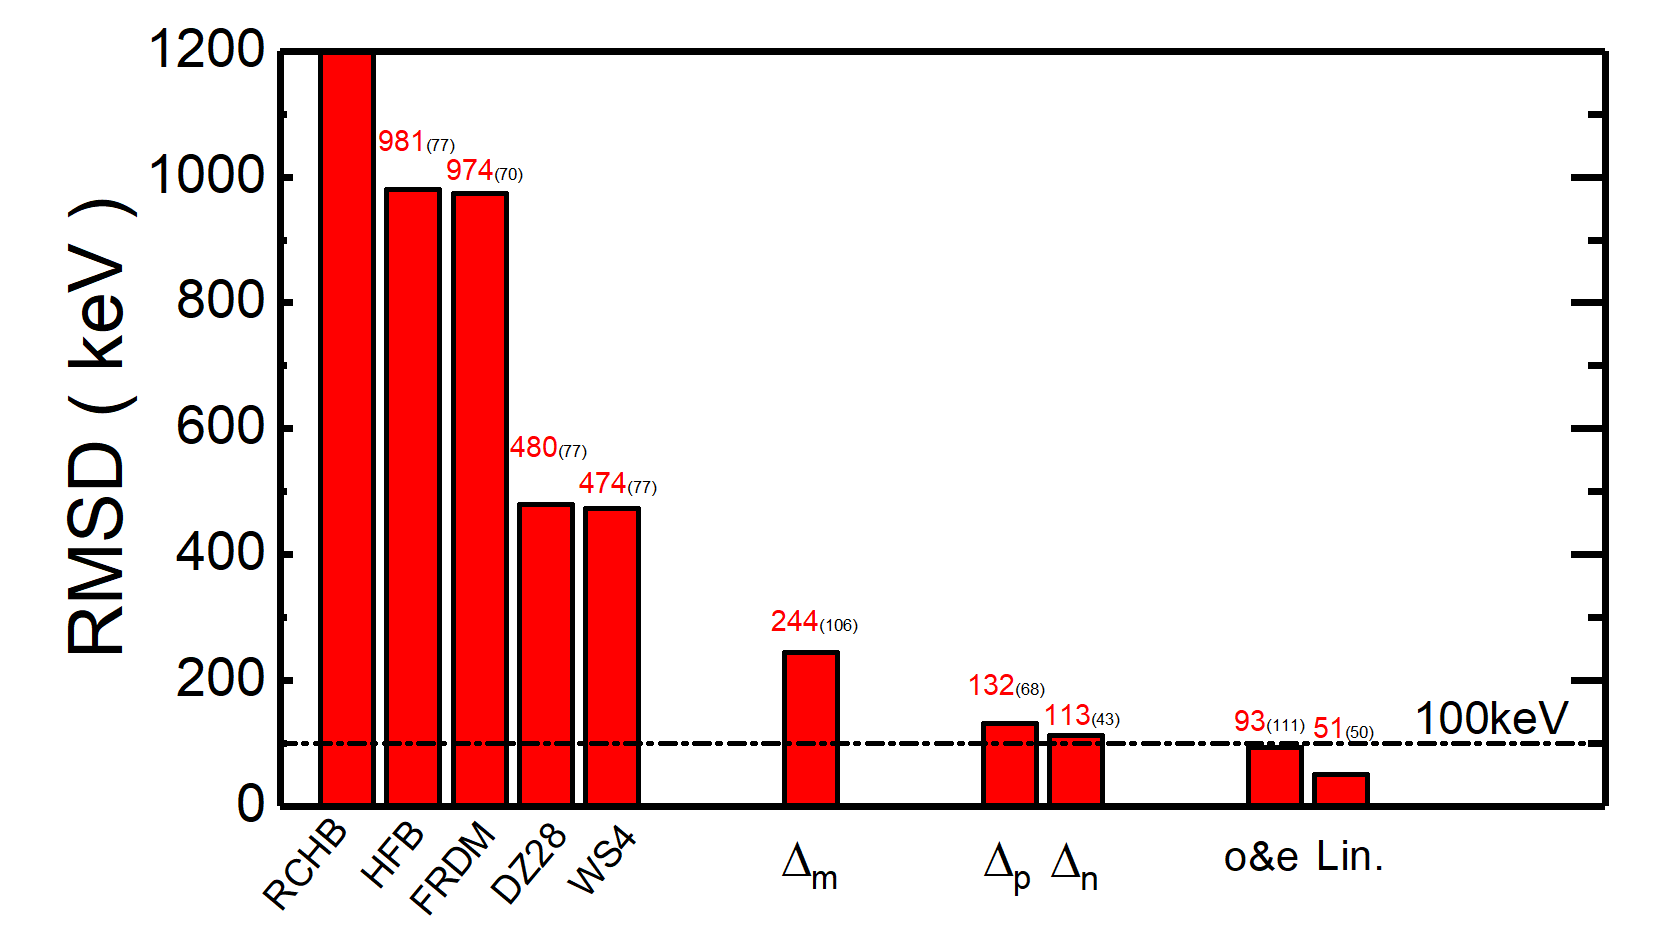 RMSD ( keV )
1200
1000
800
600
400
200
0
981(77)
974(70)
480(77)
474(77)
244(106)
132(68)
113(43)
93(111)
51(50)
100keV
RCHB
HFB
FRDM
DZ28
WS4
Δm
Δp
Δn
o&e
Lin.